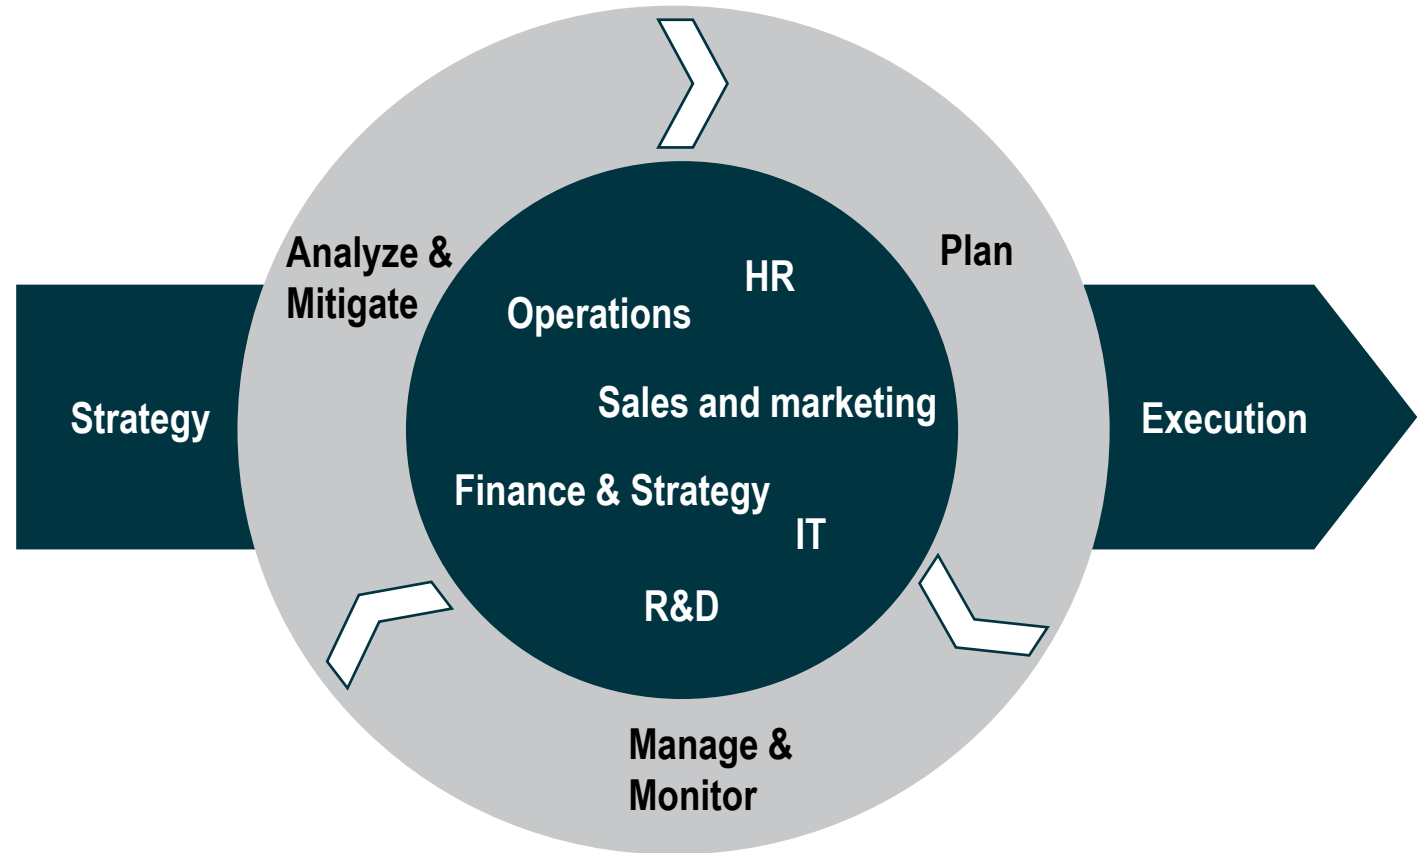 Analyze &
Mitigate
Plan
HR
Operations
Sales and marketing
Strategy
Execution
Finance & Strategy
IT
R&D
Manage &
Monitor